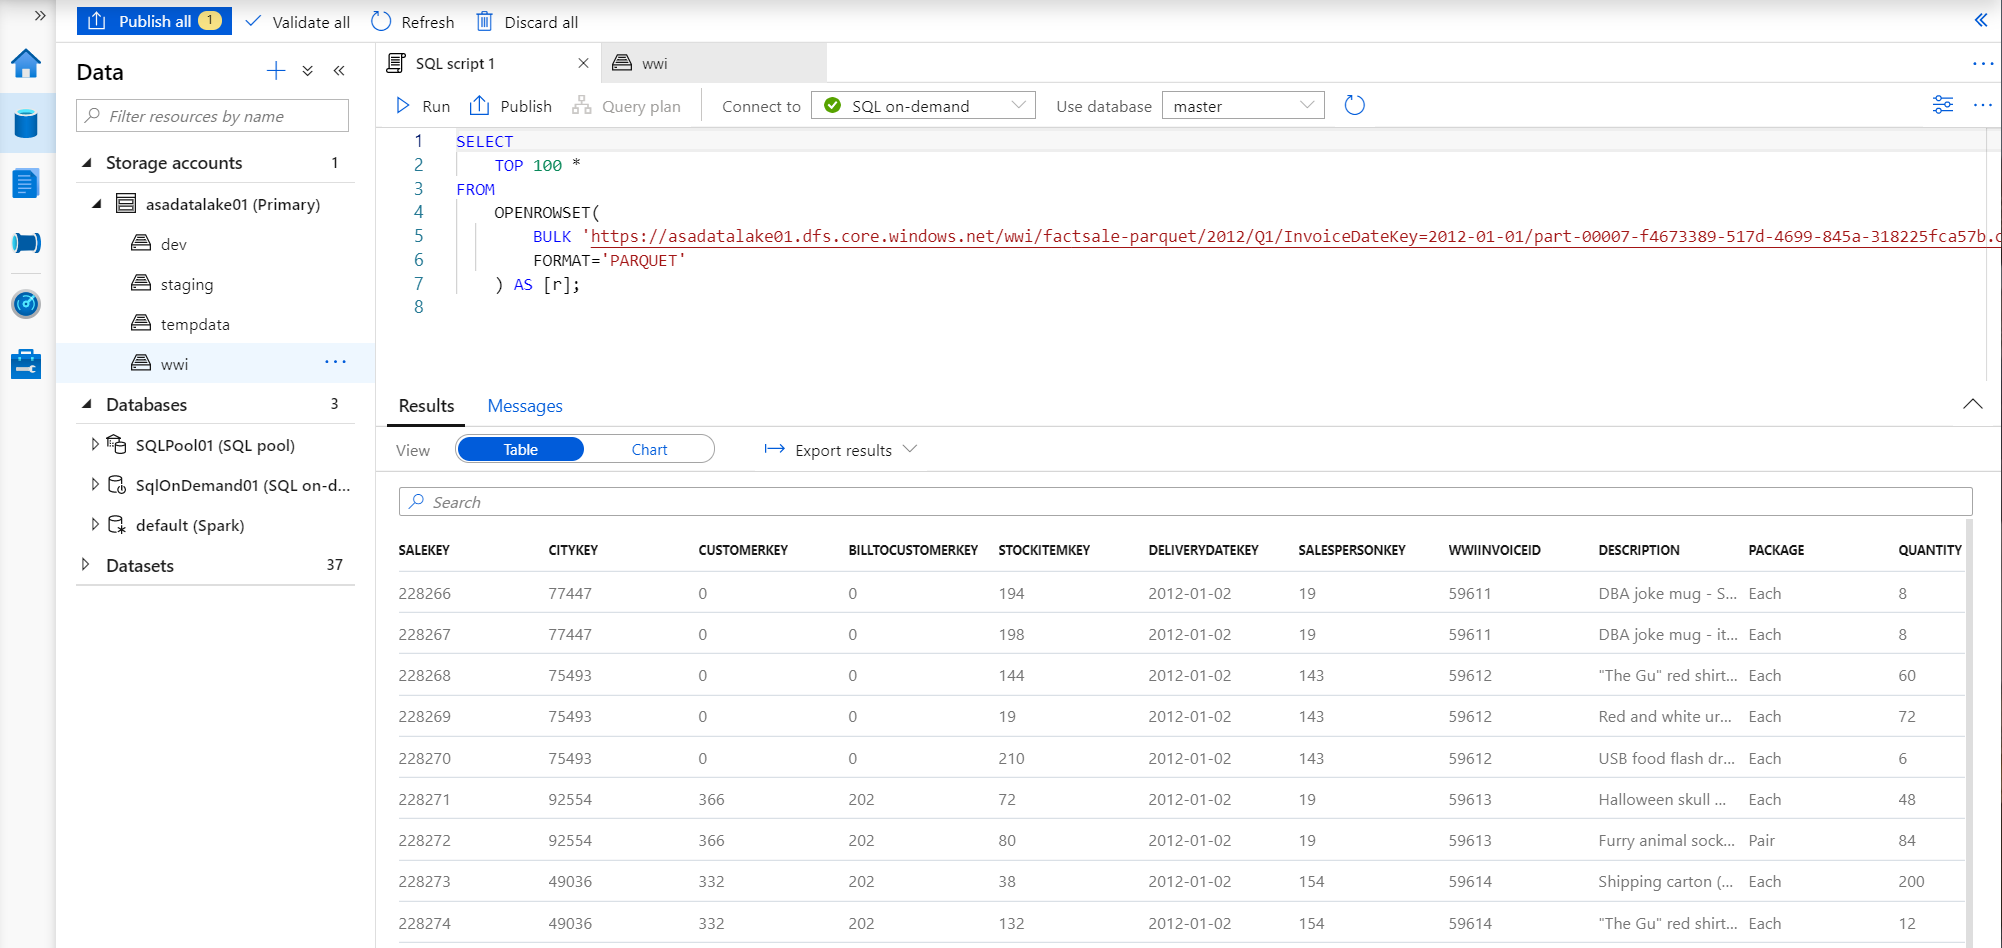 Publish all 1 Validate all Refresh Discard all
Data
Filter resources by name
Storage accounts 1
asadatalake01 (Primary)
dev
staging
tempdata
wwi ...
Databases 3
SQLPool01 (SQL pool)
SqlOnDemand01 (SQL on-d...
default (Spark)
Datasets 37
SQL script 1 wwi
Run Publish Query plan Connect to SQL on-demand Use database master
1 SELECT
2 TOP 100 *
3 FROM
4 OPENROWSET(
5 BULK 'https://asadatalake01.dfs.core.windows.net/wwi/factsale-parquet/2012/Q1/InvoiceDateKey=2012-01-01/part-00007-f4673389-517d-4699-845a-318225fca57b.c
6 FORMAT='PARQUET'
7 ) AS [r];
8
Results Messages
View Table Chart Export results
Search
SALEKEY CITYKEY CUSTOMERKEY BILLTOCUSTOMERKEY STOCKITEMKEY DELIVERYDATEKEY SALESPERSONKEY WWIINVOICEID DESCRIPTION PACKAGE QUANTITY
228266 77447 0 0 194 2012-01-02 19 59611 DBA joke mug - S... Each 8
228267 77447 0 0 198 2012-01-02 19 59611 DBA joke mug - it... Each 8
228268 75493 0 0 144 2012-01-02 143 59612 "The Gu" red shirt... Each 60
228269 75493 0 0 19 2012-01-02 143 59612 Red and white ur... Each 72
228270 75493 0 0 210 2012-01-02 143 59612 USB food flash dr... Each 6
228271 92554 366 202 72 2012-01-02 19 59613 Halloween skull ... Each 48
228272 92554 366 202 80 2012-01-02 19 59613 Furry animal sock... Pair 84
228273 49036 332 202 38 2012-01-02 154 59614 Shipping carton (... Each 200
228274 49036 332 202 132 2012-01-02 154 59614 "The Gu" red shirt... Each 12